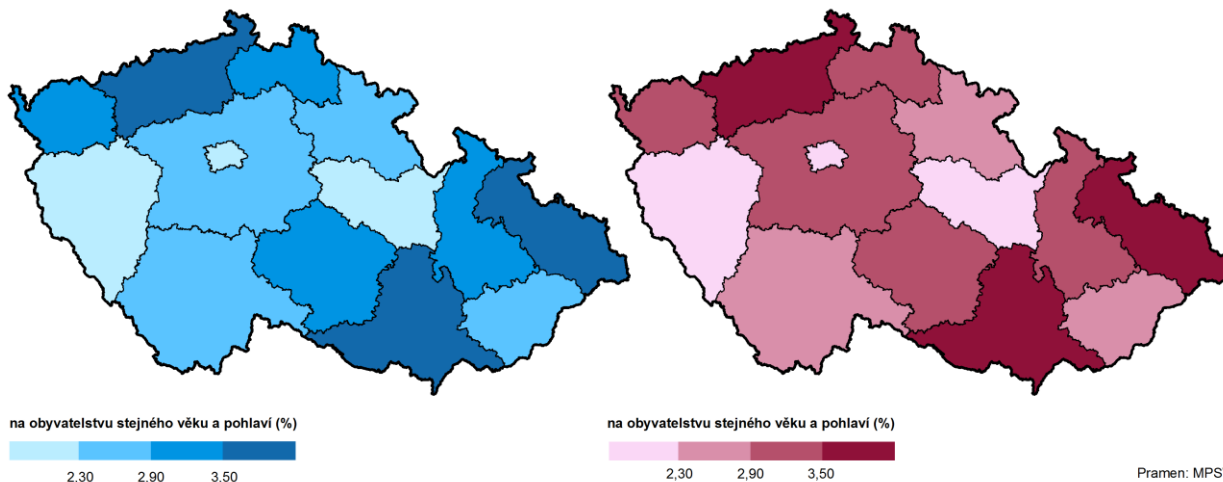 na obyvatelstvu stejného věku a pohlaví (%)
2.30 2.90 3.50
na obyvatelstvu stejného věku a pohlaví (%)
2,30 2,90 3,50
Pramen: MPS